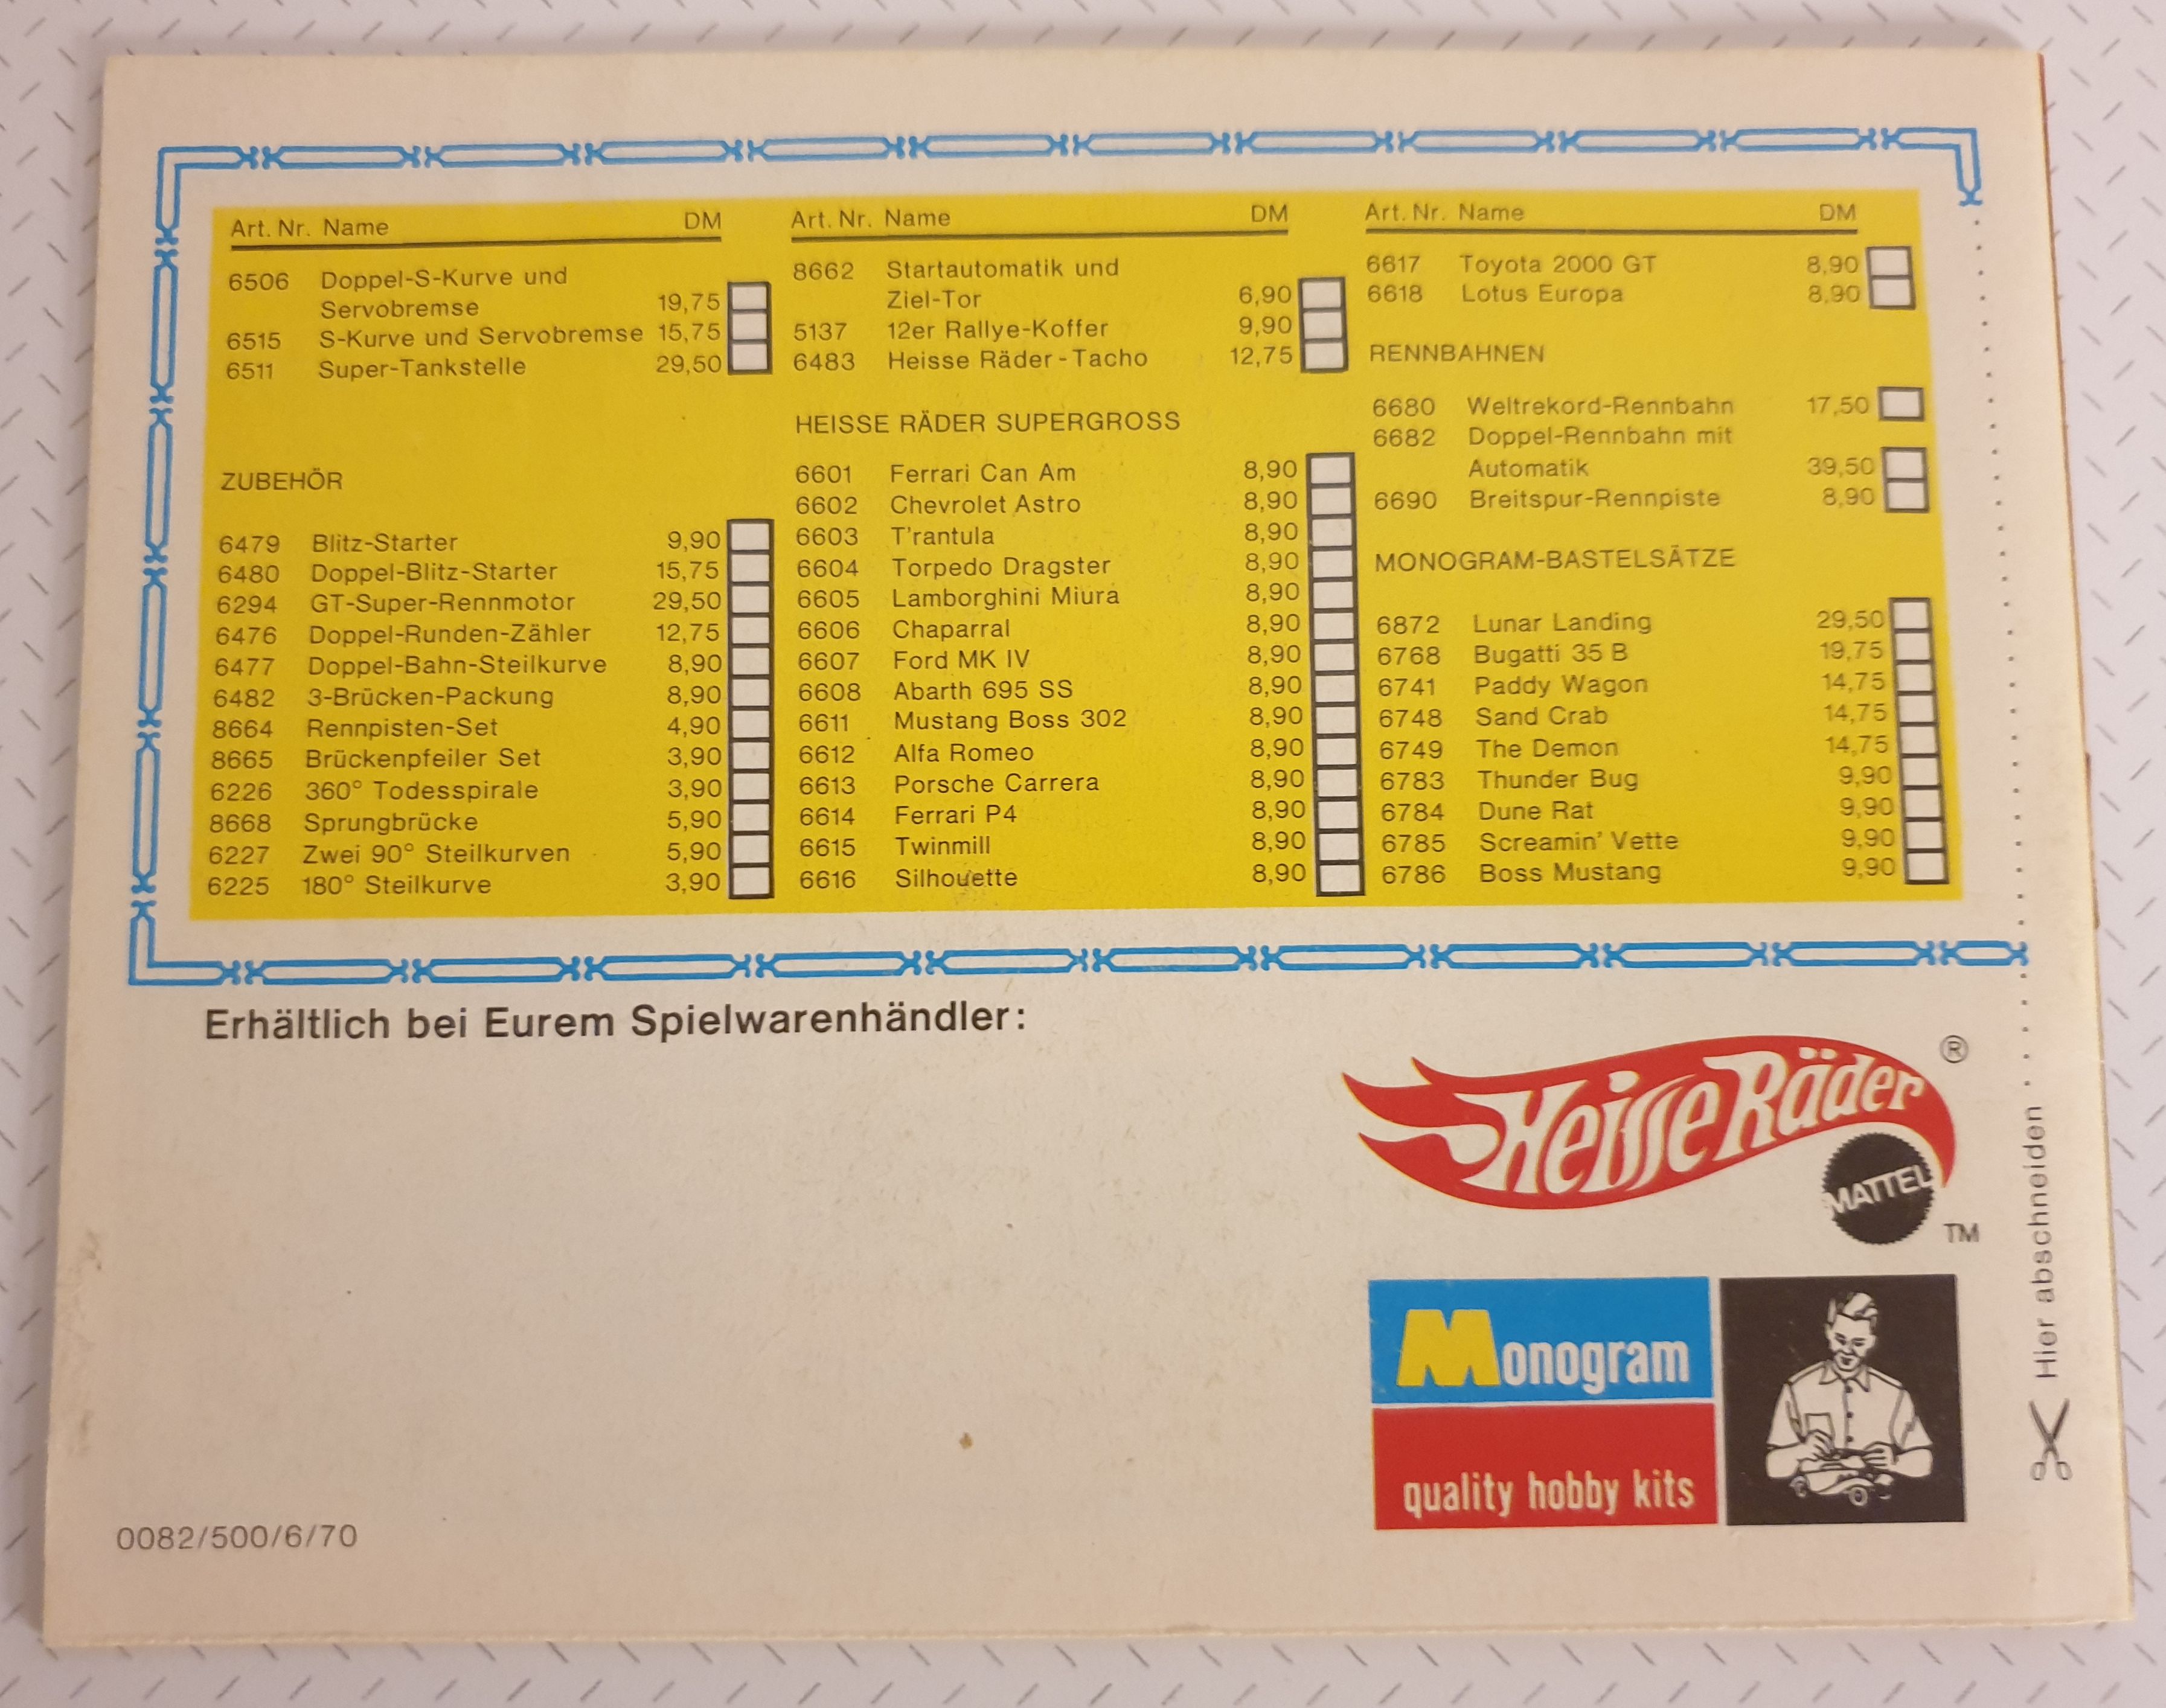 Art. Nr. Name DM
6506 Doppel-S-Kurve und
Servobremse 19,75
6515 S-Kurve und Servobremse 15,75
6511 Super-Tankstelle 29,50
ZUBEHÖR
6479 Blitz-Starter 9,90
6480 Doppel-Blitz-Starter 15,75
6294 GT-Super-Rennmotor 29,50
6476 Doppel-Runden-Zähler 12,75
6477 Doppel-Bahn-Steilkurve 8,90
6482 3-Brücken-Packung 8,90
8664 Rennpisten-Set 4,90
8665 Brückenpfeiler Set 3,90
6226 360° Todesspirale 3,90
8668 Sprungbrücke 5,90
6227 Zwei 90° Steilkurven 5,90
6225 180° Steilkurve 3,90
Art. Nr. Name DM
8662 Startautomatik und
Ziel-Tor 6,90
5137 12er Rallye-Koffer 9,90
6483 Heisse Räder-Tacho 12,75
HEISSE RÄDER SUPERGROSS
6601 Ferrari Can Am 8,90
6602 Chevrolet Astro 8,90
6603 T'rantula 8,90
6604 Torpedo Dragster 8,90
6605 Lamborghini Miura 8,90
6606 Chaparral 8,90
6607 Ford MK IV 8,90
6608 Abarth 695 SS 8,90
6611 Mustang Boss 302 8,90
6612 Alfa Romeo 8,90
6613 Porsche Carrera 8,90
6614 Ferrari P4 8,90
6615 Twinmill 8,90
6616 Silhouette 8,90
Art. Nr. Name DM
6617 Toyota 2000 GT 8,90
6618 Lotus Europa 8,90
RENNBAHNEN
6680 Weltrekord-Rennbahn 17,50
6682 Doppel-Rennbahn mit
Automatik 39,50
6690 Breitspur-Rennpiste 8,90
MONOGRAM-BASTELSÄTZE
6872 Lunar Landing 29,50
6768 Bugatti 35 B 19,75
6741 Paddy Wagon 14,75
6748 Sand Crab 14,75
6749 The Demon 14,75
6783 Thunder Bug 9,90
6784 Dune Rat 9,90
6785 Screamin' Vette 9,90
6786 Boss Mustang 9,90
Erhältlich bei Eurem Spielwarenhändler:
Heisse Räder ®
MATTEL
TM
Monogram
quality hobby kits
Hier abschneiden
0082/500/6/70